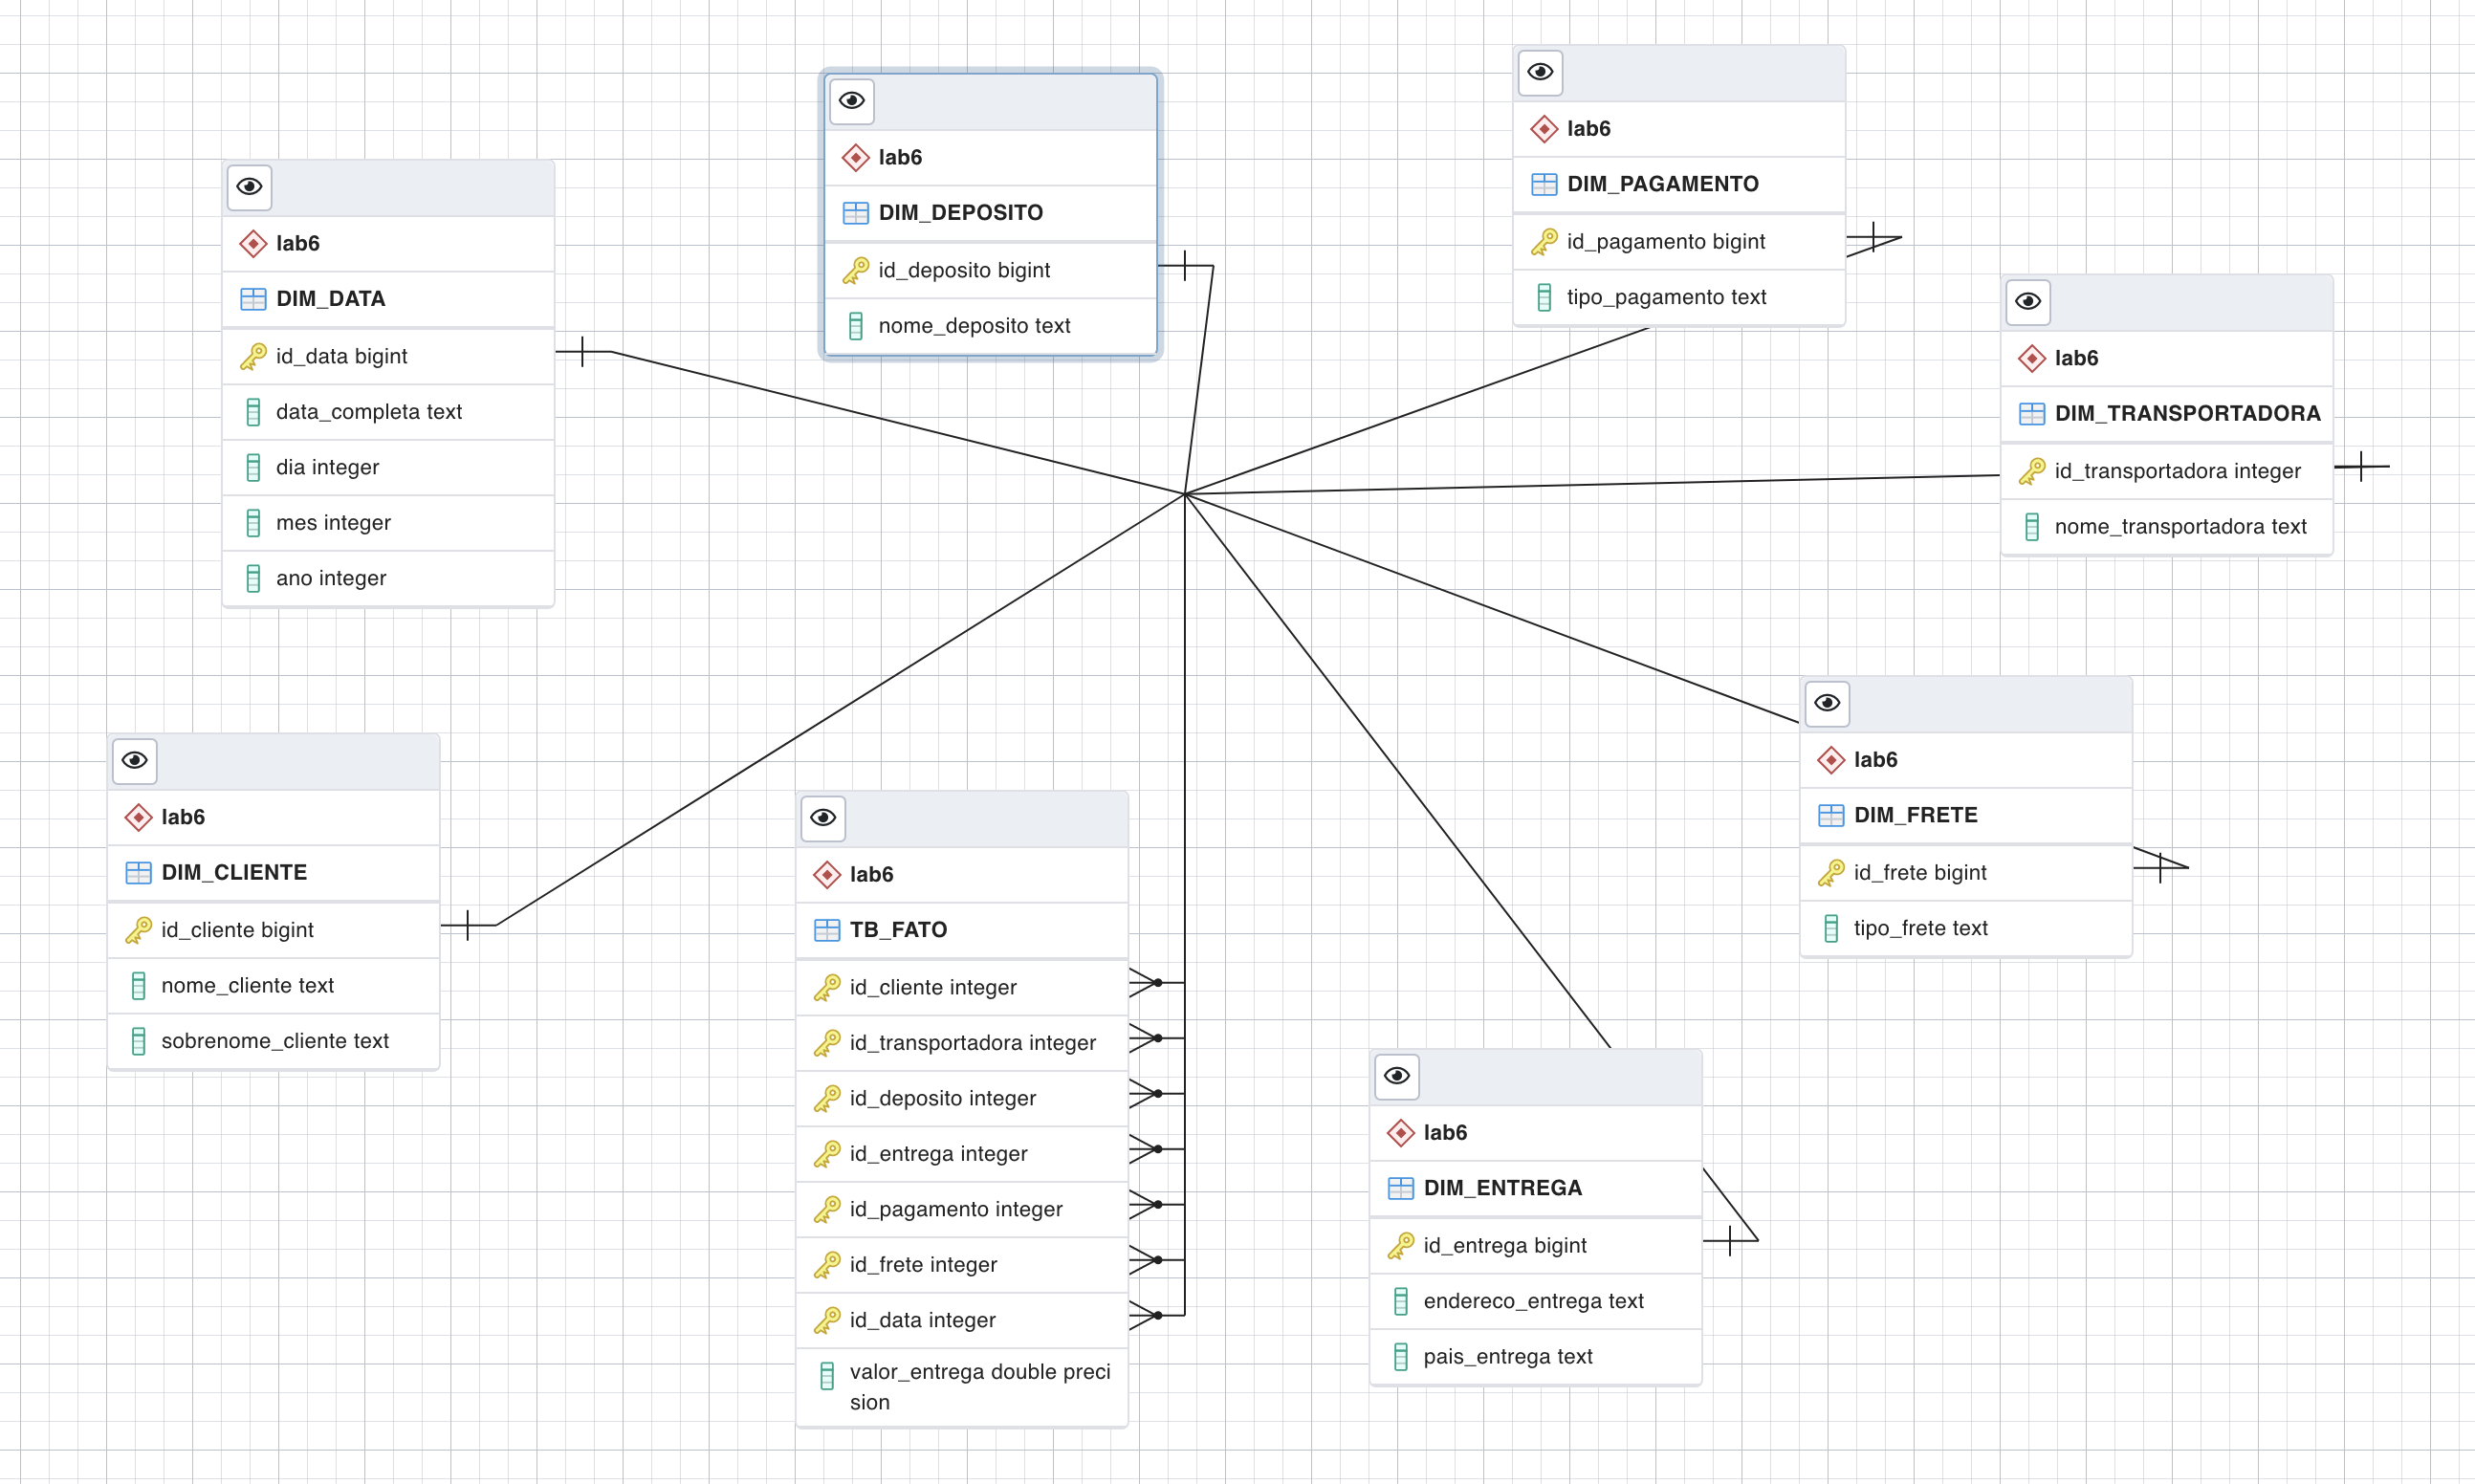 lab6
DIM_DATA
id_data bigint
data_completa text
dia integer
mes integer
ano integer
lab6
DIM_DEPOSITO
id_deposito bigint
nome_deposito text
lab6
DIM_PAGAMENTO
id_pagamento bigint
tipo_pagamento text
lab6
DIM_TRANSPORTADORA
id_transportadora integer
nome_transportadora text
lab6
DIM_CLIENTE
id_cliente bigint
nome_cliente text
sobrenome_cliente text
lab6
TB_FATO
id_cliente integer
id_transportadora integer
id_deposito integer
id_entrega integer
id_pagamento integer
id_frete integer
id_data integer
valor_entrega double preci
sion
lab6
DIM_FRETE
id_frete bigint
tipo_frete text
lab6
DIM_ENTREGA
id_entrega bigint
endereco_entrega text
pais_entrega text